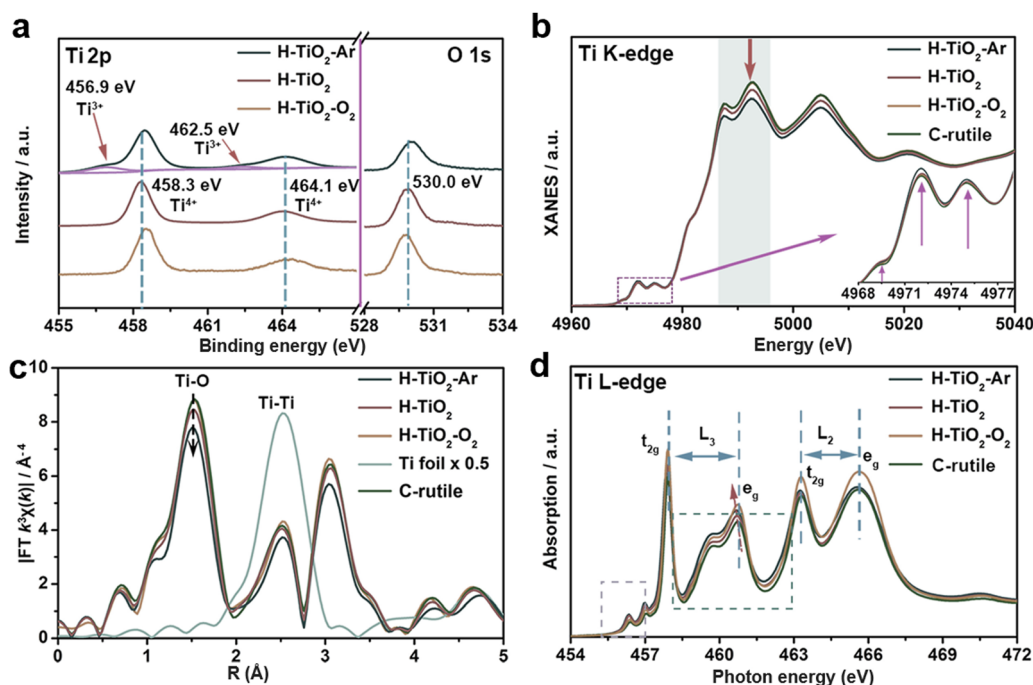 a
Ti 2p
O 1s
H-TiO₂-Ar
H-TiO₂
H-TiO₂-O₂
456.9 eV
Ti³⁺
462.5 eV
Ti³⁺
458.3 eV
Ti⁴⁺
464.1 eV
Ti⁴⁺
530.0 eV
Intensity / a.u.
455 458 461 464 528 531 534
Binding energy (eV)
b
Ti K-edge
H-TiO₂-Ar
H-TiO₂
H-TiO₂-O₂
C-rutile
XANES / a.u.
4968 4971 4974 4977
4960 4980 5000 5020 5040
Energy (eV)
c
Ti-O
Ti-Ti
H-TiO₂-Ar
H-TiO₂
H-TiO₂-O₂
Ti foil x 0.5
C-rutile
|FT k³χ(k)| / Å⁻⁴
10
8
6
4
2
0
0 1 2 3 4 5
R (Å)
d
Ti L-edge
H-TiO₂-Ar
H-TiO₂
H-TiO₂-O₂
C-rutile
t₂g
L₃
e_g
L₂
t₂g
e_g
Absorption / a.u.
454 457 460 463 466 469 472
Photon energy (eV)